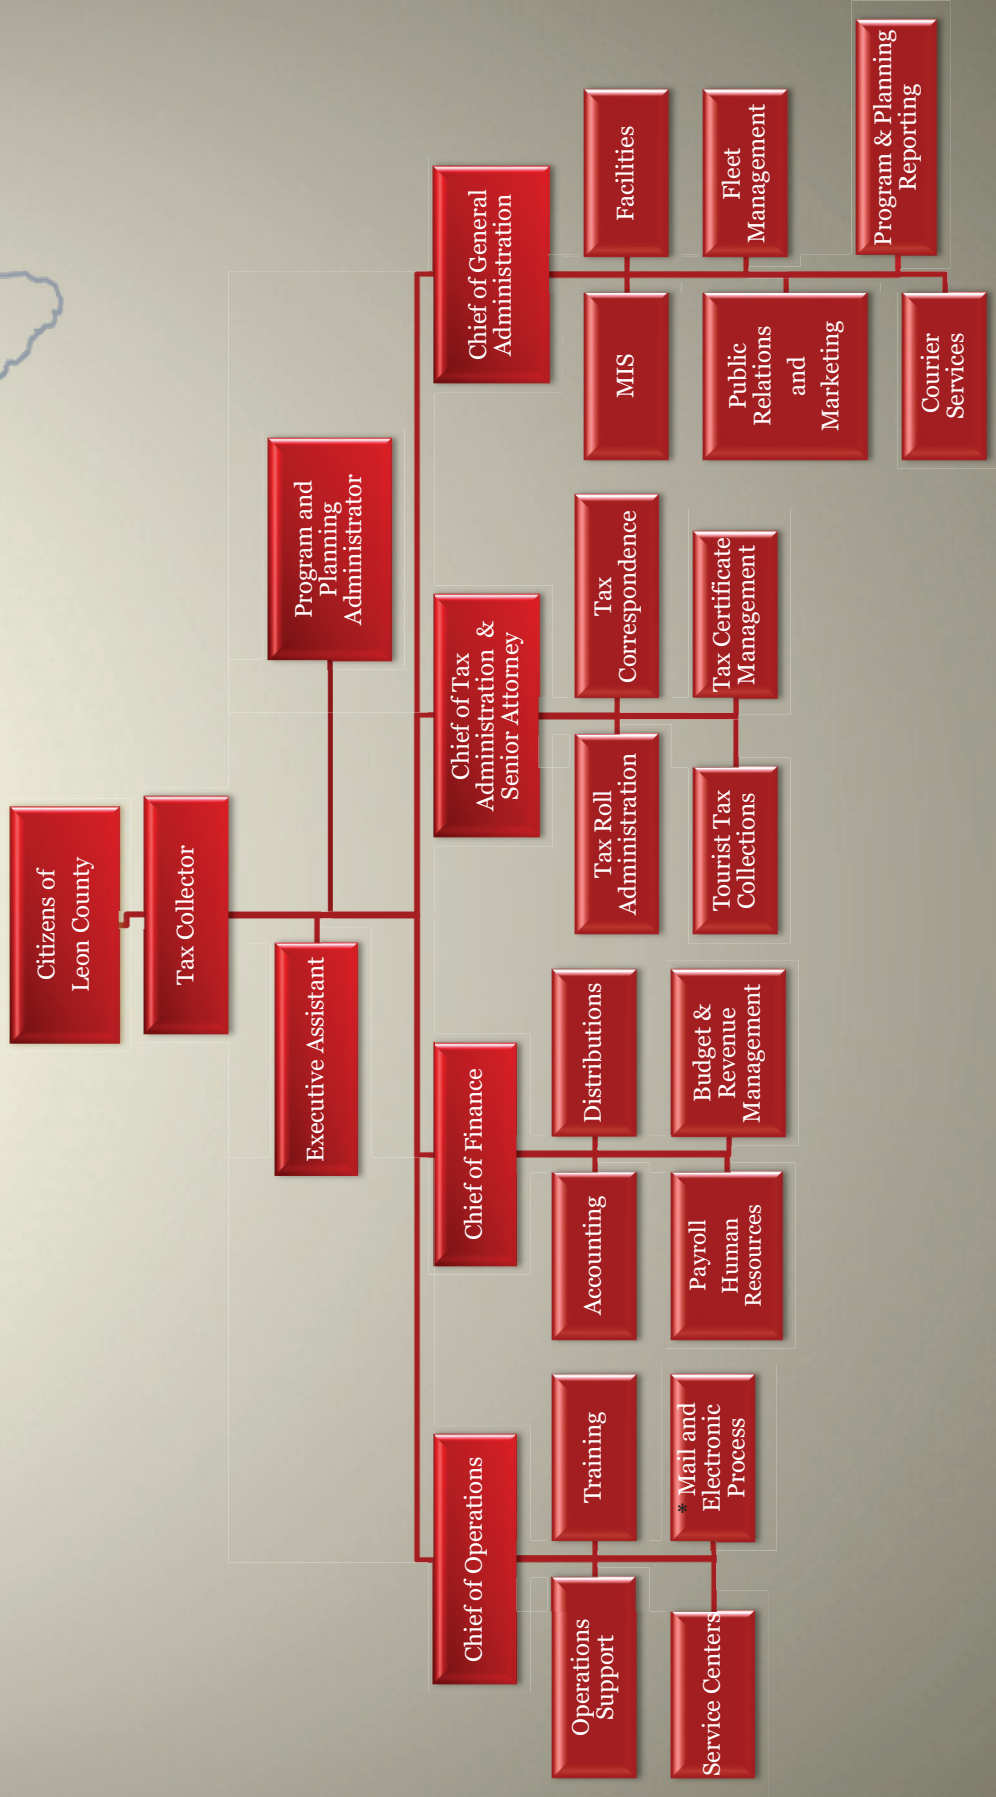 Citizens of
Leon County
Tax Collector
Executive Assistant
Program and
Planning
Administrator
Chief of Operations
Chief of Finance
Chief of Tax
Administration &
Senior Attorney
Chief of General
Administration
Operations
Support
Training
Service Centers
* Mail and
Electronic
Process
Accounting
Distributions
Payroll
Human
Resources
Budget &
Revenue
Management
Tax Roll
Administration
Tax
Correspondence
Tourist Tax
Collections
Tax Certificate
Management
MIS
Facilities
Public
Relations
and
Marketing
Fleet
Management
Courier
Services
Program & Planning
Reporting